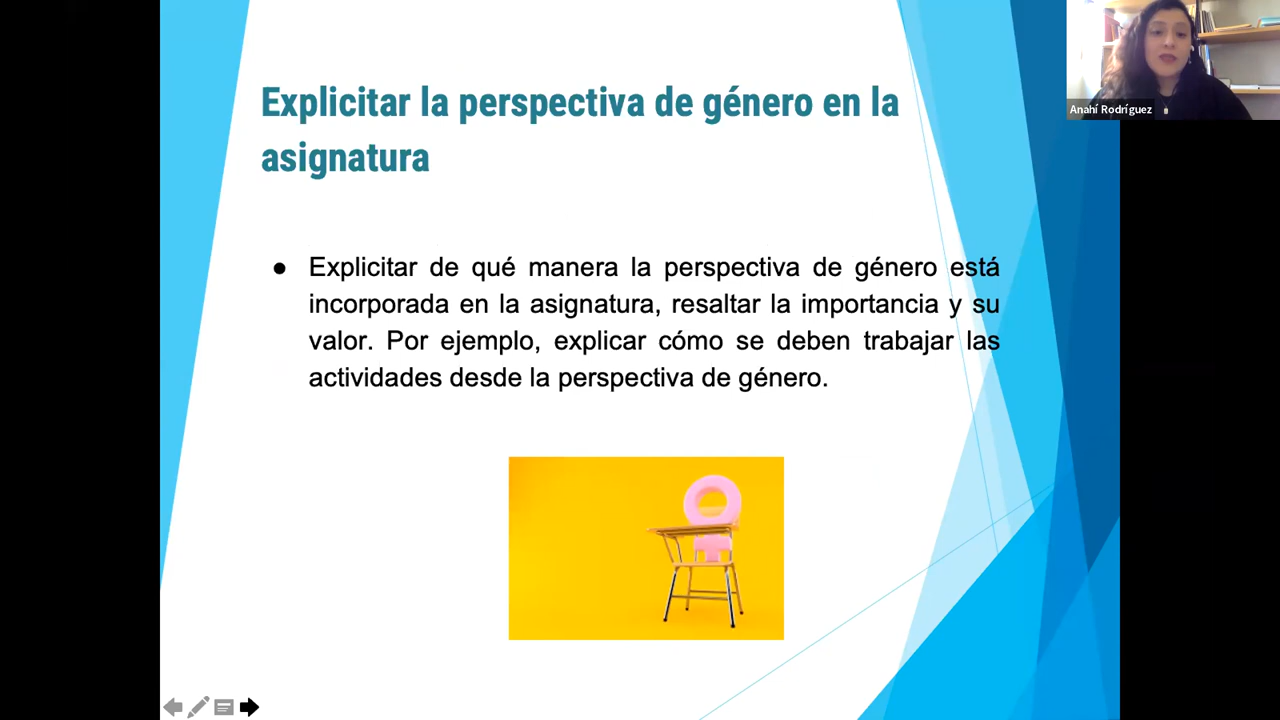 Explicitar la perspectiva de género en la
asignatura
● Explicitar de qué manera la perspectiva de género está
incorporada en la asignatura, resaltar la importancia y su
valor. Por ejemplo, explicar cómo se deben trabajar las
actividades desde la perspectiva de género.
Anahí Rodríguez